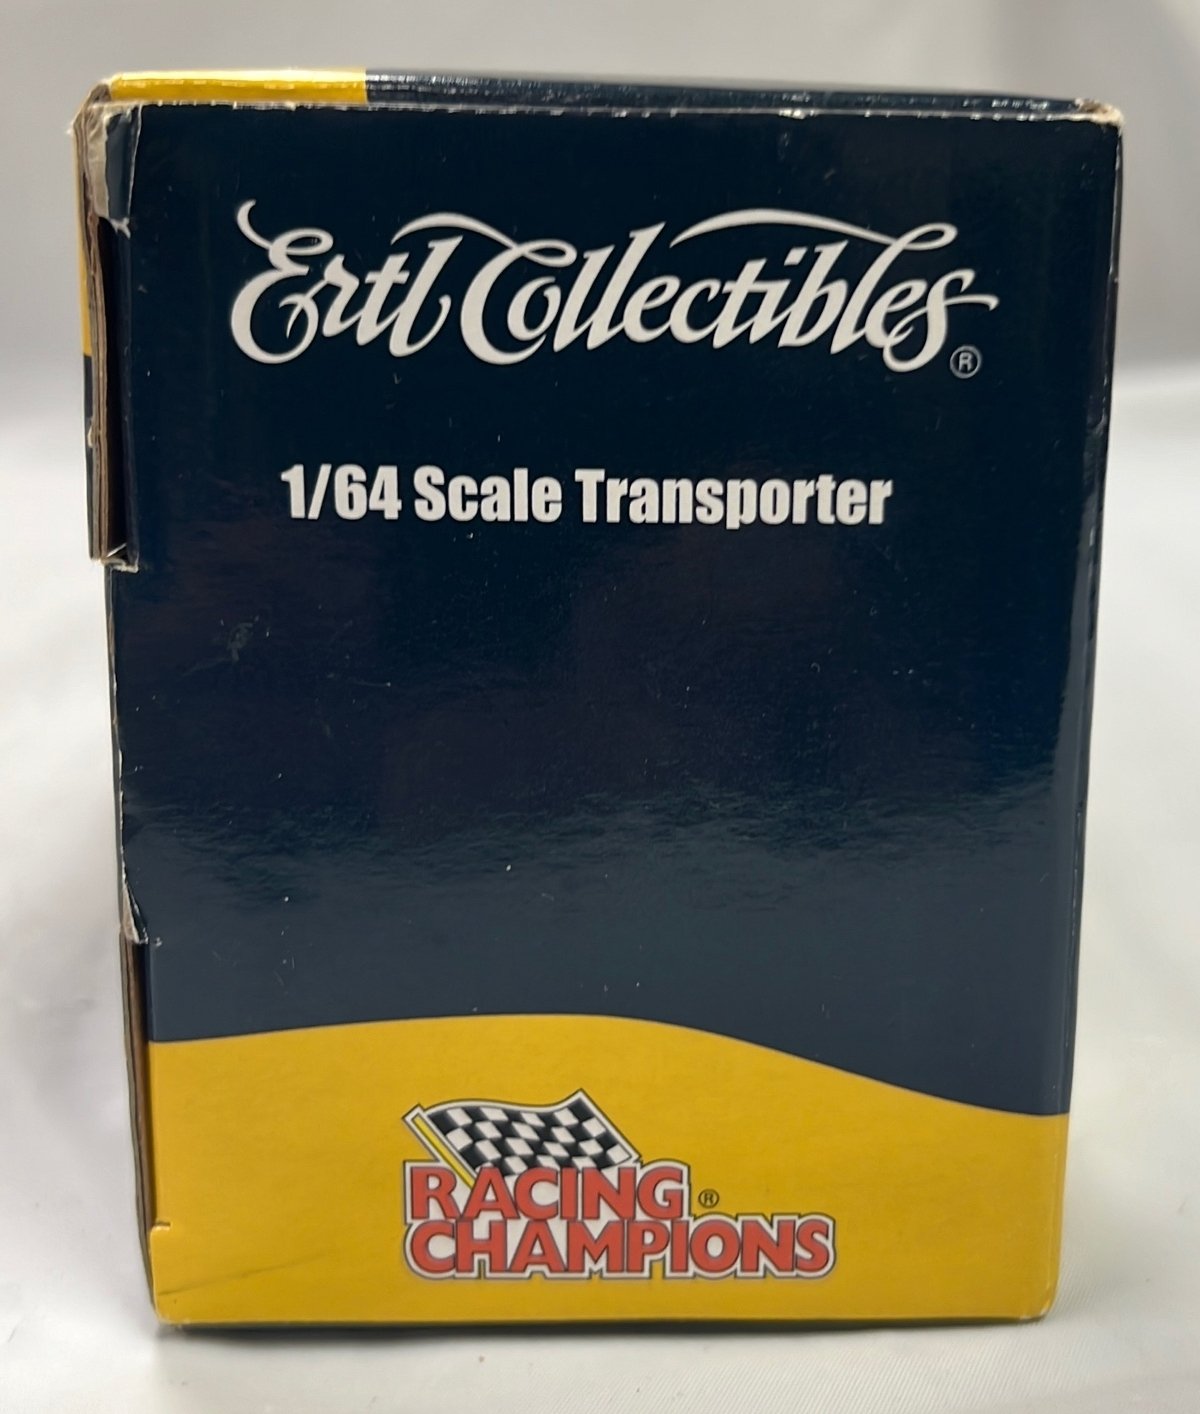 Ertl Collectibles®
1/64 Scale Transporter
RACING®
CHAMPIONS